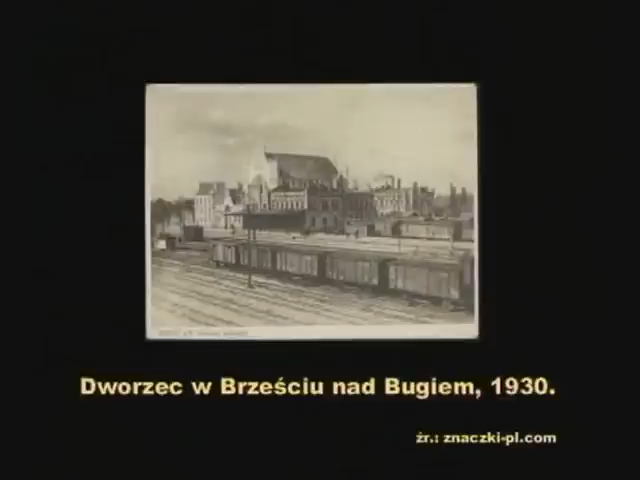 Dworzec w Brześciu nad Bugiem, 1930.
źr.: znaczki-pl.com